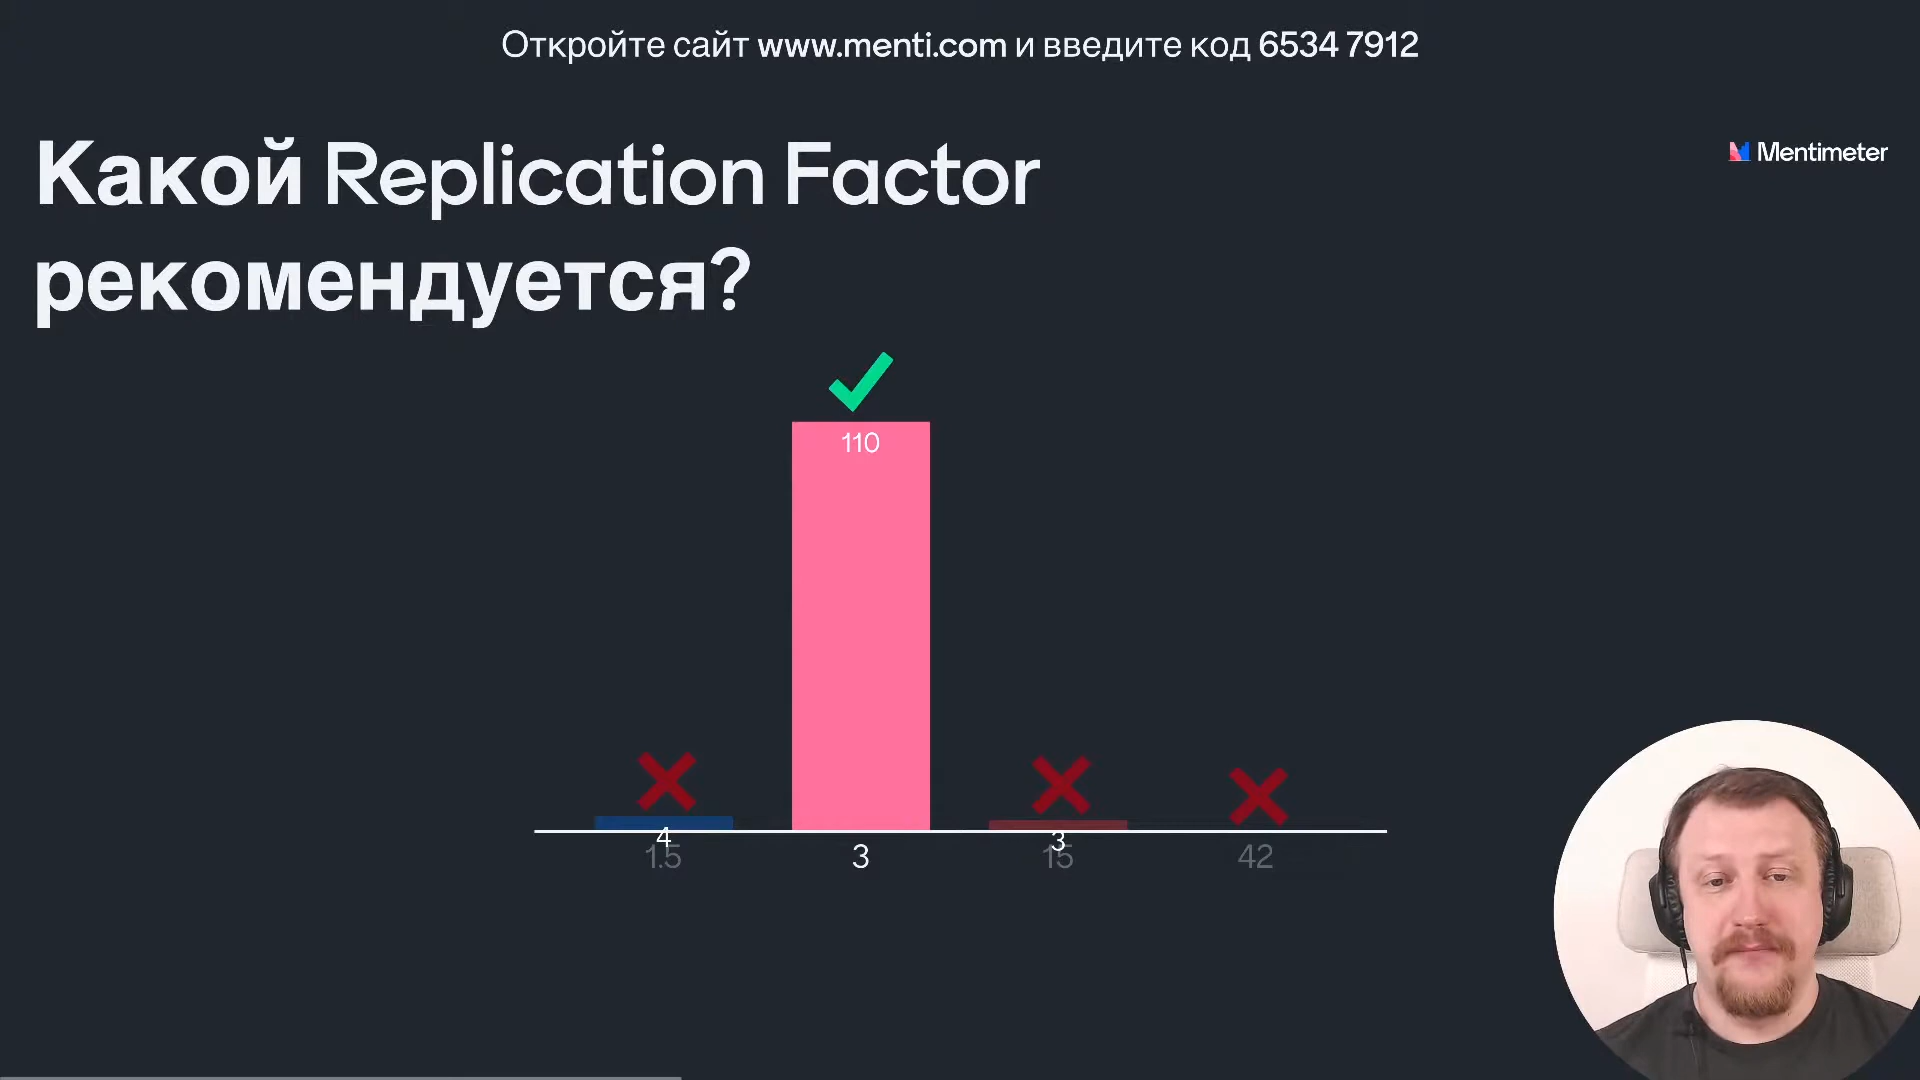 Откройте сайт www.menti.com и введите код 6534 7912
Какой Replication Factor
рекомендуется?
Mentimeter
110
4
3
1.5
3
15
42